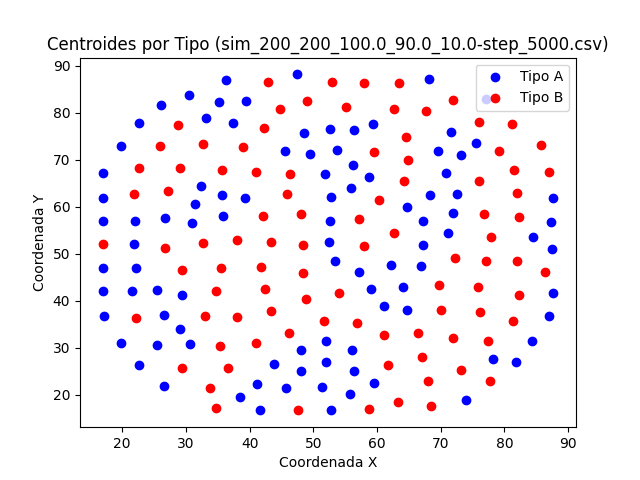 Centroides por Tipo (sim_200_200_100.0_90.0_10.0-step_5000.csv)
Tipo A
Tipo B
Coordenada Y
90
80
70
60
50
40
30
20
20 30 40 50 60 70 80 90
Coordenada X